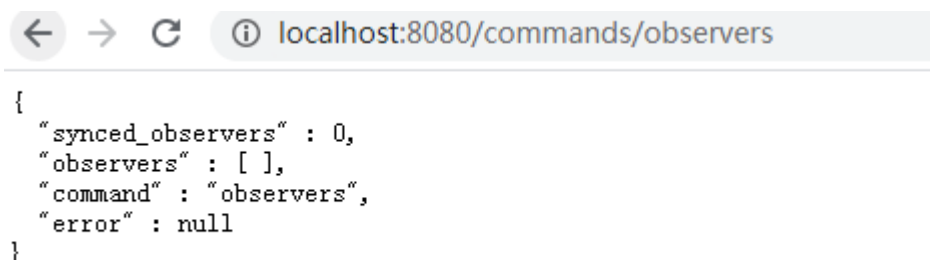 localhost:8080/commands/observers
{
  "synced_observers" : 0,
  "observers" : [ ],
  "command" : "observers",
  "error" : null
}